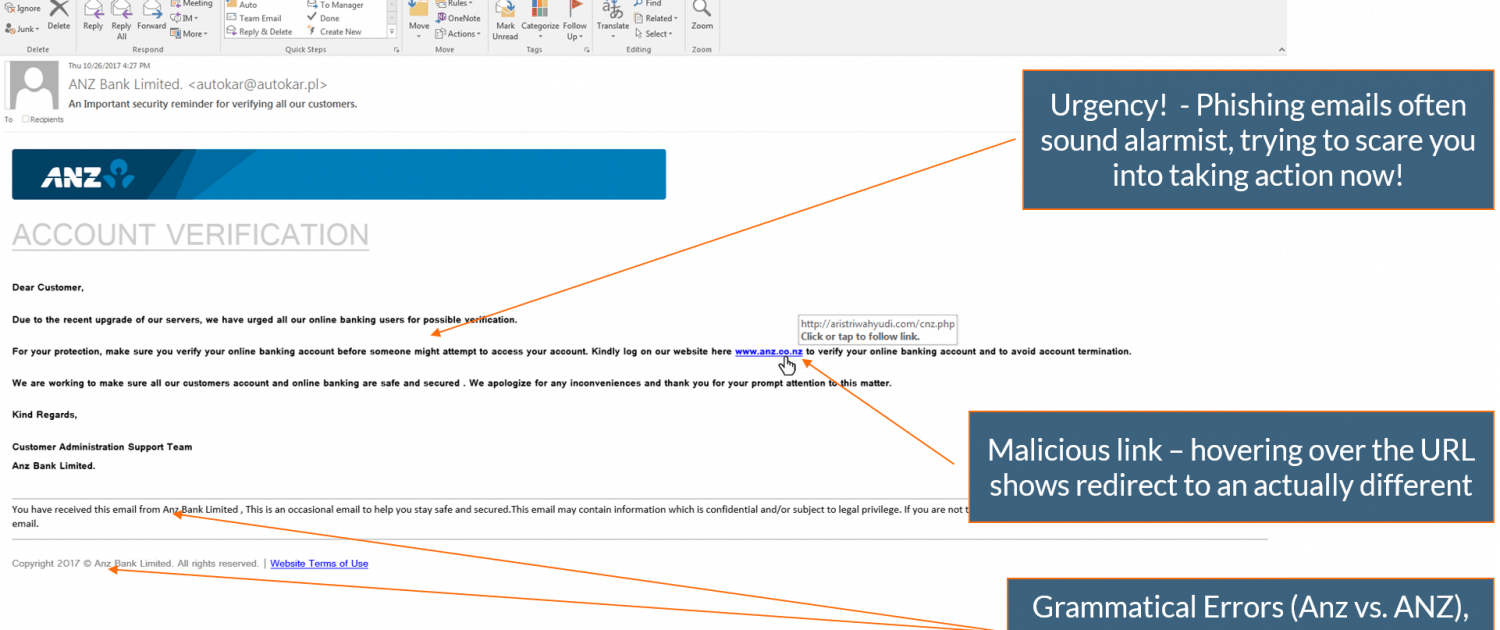 Ignore
Junk
Delete
Delete
Reply
Reply All
Forward
Meeting
IM
More
Respond
Auto
Team Email
Reply & Delete
To Manager
Done
Create New
Quick Steps
Move
Rules
OneNote
Actions
Move
Mark Unread
Categorize
Follow Up
Tags
Translate
Find
Related
Select
Editing
Zoom
Zoom
Thu 10/26/2017 4:27 PM
ANZ Bank Limited. <autokar@autokar.pl>
An Important security reminder for verifying all our customers.
To Recipients
ANZ
ACCOUNT VERIFICATION
Dear Customer,
Due to the recent upgrade of our servers, we have urged all our online banking users for possible verification.
http://aristriwahyudi.com/cnz.php
Click or tap to follow link.
For your protection, make sure you verify your online banking account before someone might attempt to access your account. Kindly log on our website here www.anz.co.nz to verify your online banking account and to avoid account termination.
We are working to make sure all our customers account and online banking are safe and secured . We apologize for any inconveniences and thank you for your prompt attention to this matter.
Kind Regards,
Customer Administration Support Team
Anz Bank Limited.
You have received this email from Anz Bank Limited , This is an occasional email to help you stay safe and secured.This email may contain information which is confidential and/or subject to legal privilege. If you are not
email.
Copyright 2017 © Anz Bank Limited. All rights reserved. | Website Terms of Use
Urgency! - Phishing emails often
sound alarmist, trying to scare you
into taking action now!
Malicious link – hovering over the URL
shows redirect to an actually different
Grammatical Errors (Anz vs. ANZ),